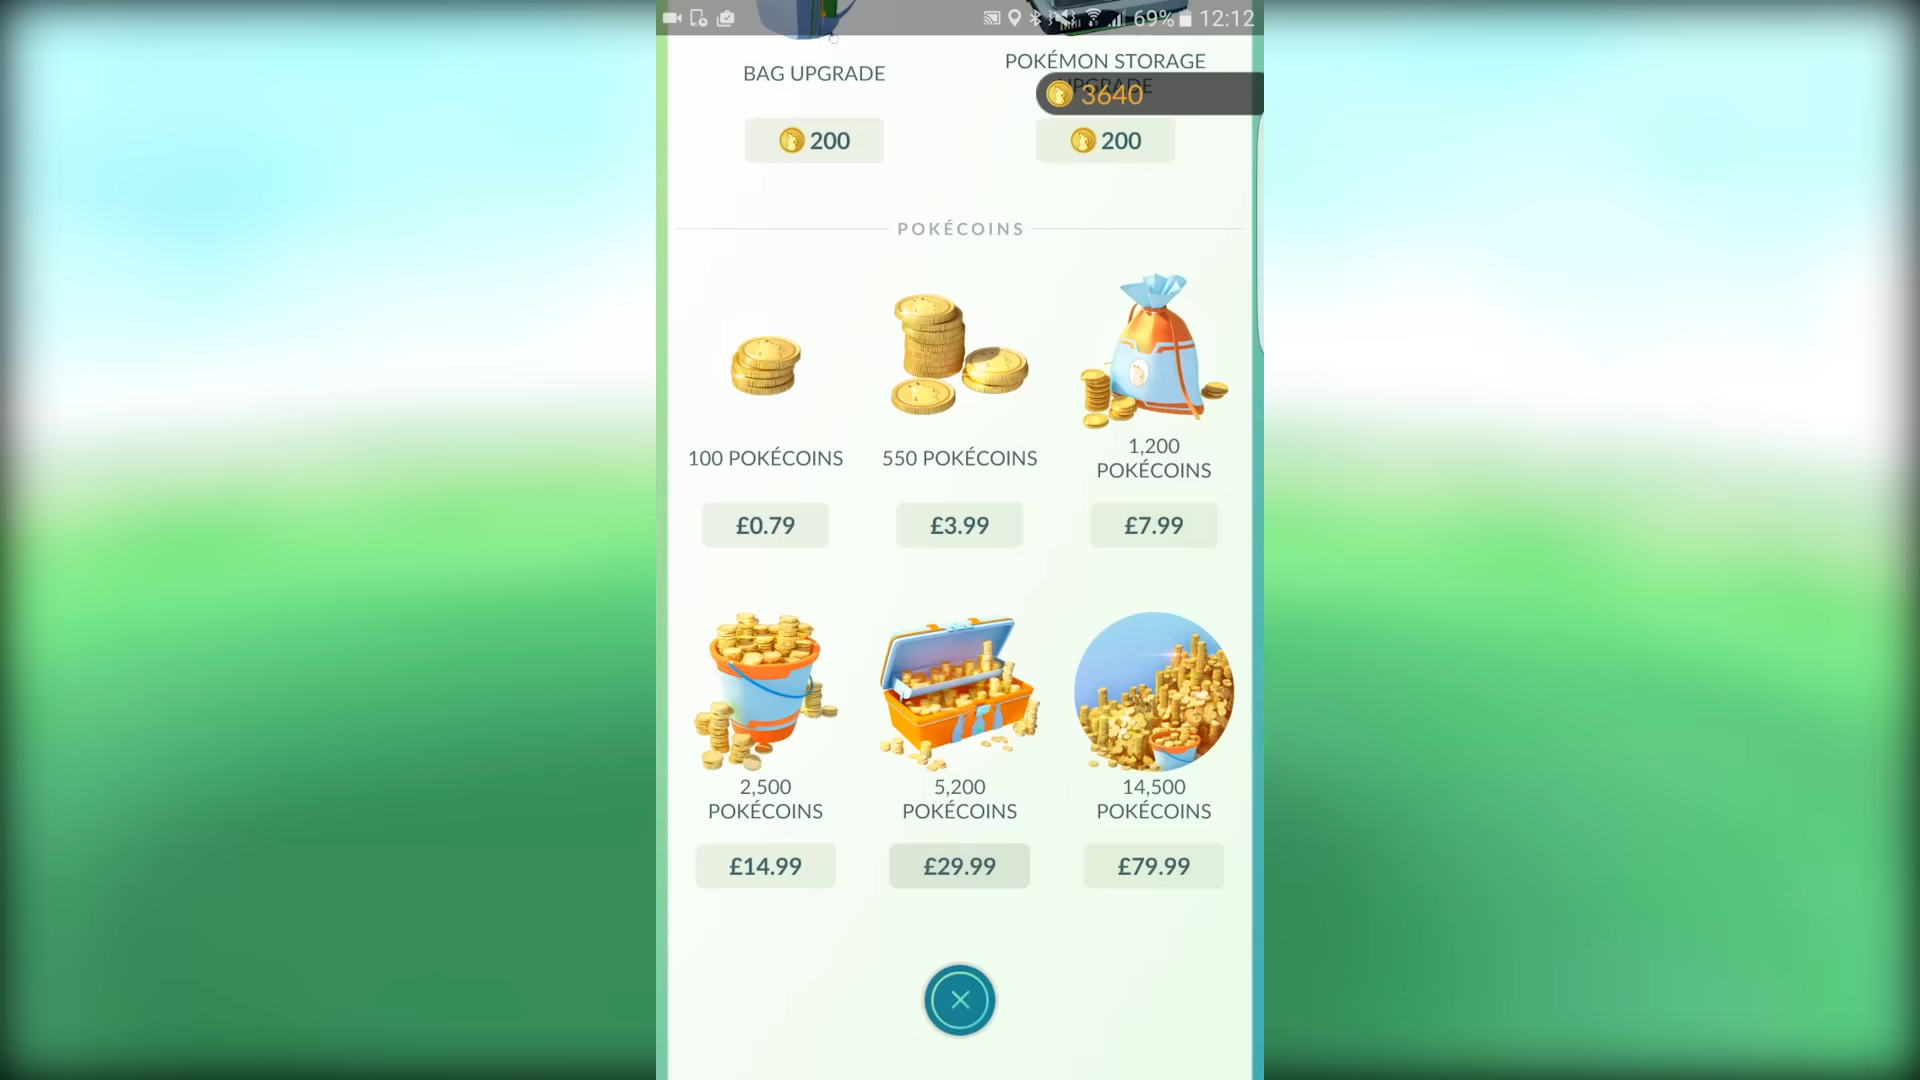 69% 12:12
BAG UPGRADE
POKÉMON STORAGE
UPGRADE
3640
200
200
POKÉCOINS
100 POKÉCOINS
£0.79
550 POKÉCOINS
£3.99
1,200
POKÉCOINS
£7.99
2,500
POKÉCOINS
£14.99
5,200
POKÉCOINS
£29.99
14,500
POKÉCOINS
£79.99